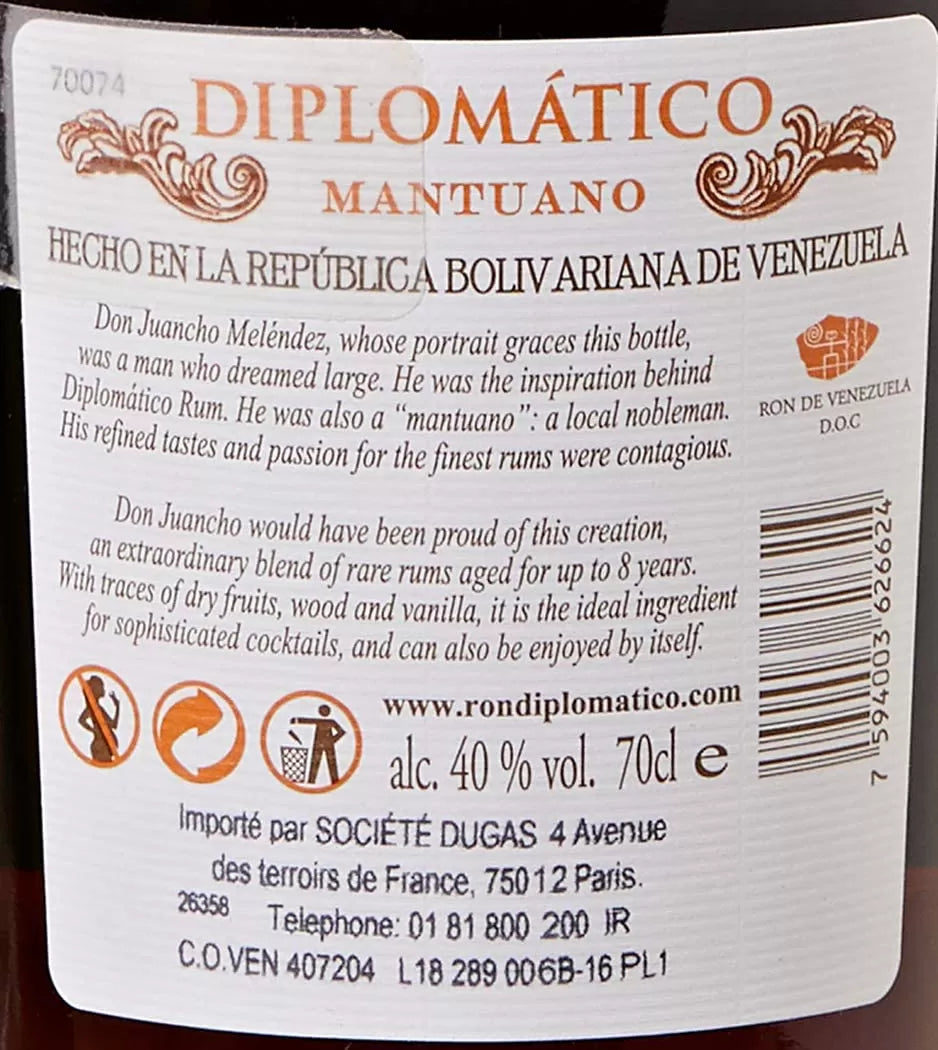 70074
DIPLOMÁTICO
MANTUANO
HECHO EN LA REPÚBLICA BOLIVARIANA DE VENEZUELA
Don Juancho Meléndez, whose portrait graces this bottle,
was a man who dreamed large. He was the inspiration behind
Diplomático Rum. He was also a “mantuano”: a local nobleman.
His refined tastes and passion for the finest rums were contagious.
RON DE VENEZUELA
D.O.C
Don Juancho would have been proud of this creation,
an extraordinary blend of rare rums aged for up to 8 years.
With traces of dry fruits, wood and vanilla, it is the ideal ingredient
for sophisticated cocktails, and can also be enjoyed by itself.
7 594003 626624
www.rondiplomatico.com
alc. 40 % vol. 70cl e
Importé par SOCIÉTÉ DUGAS 4 Avenue
des terroirs de France, 75012 Paris.
26358 Telephone: 01 81 800 200 IR
C.O.VEN 407204 L18 289 006B-16 PL1